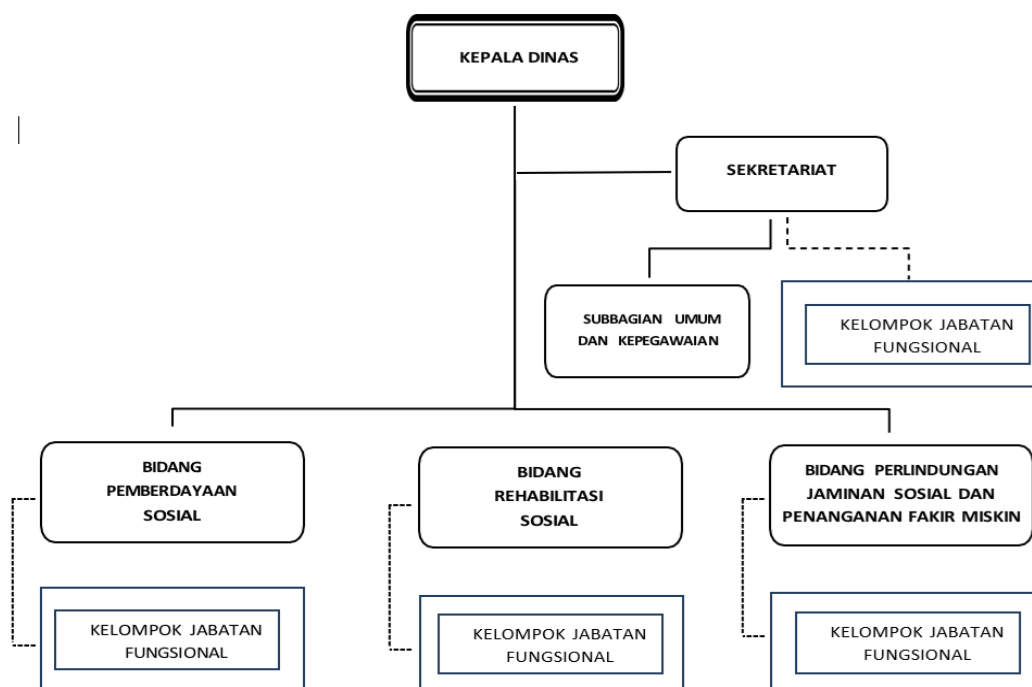 KEPALA DINAS
SEKRETARIAT
SUBBAGIAN UMUM
DAN KEPEGAWAIAN
KELOMPOK JABATAN
FUNGSIONAL
BIDANG
PEMBERDAYAAN
SOSIAL
BIDANG
REHABILITASI
SOSIAL
BIDANG PERLINDUNGAN
JAMINAN SOSIAL DAN
PENANGANAN FAKIR MISKIN
KELOMPOK JABATAN
FUNGSIONAL
KELOMPOK JABATAN
FUNGSIONAL
KELOMPOK JABATAN
FUNGSIONAL